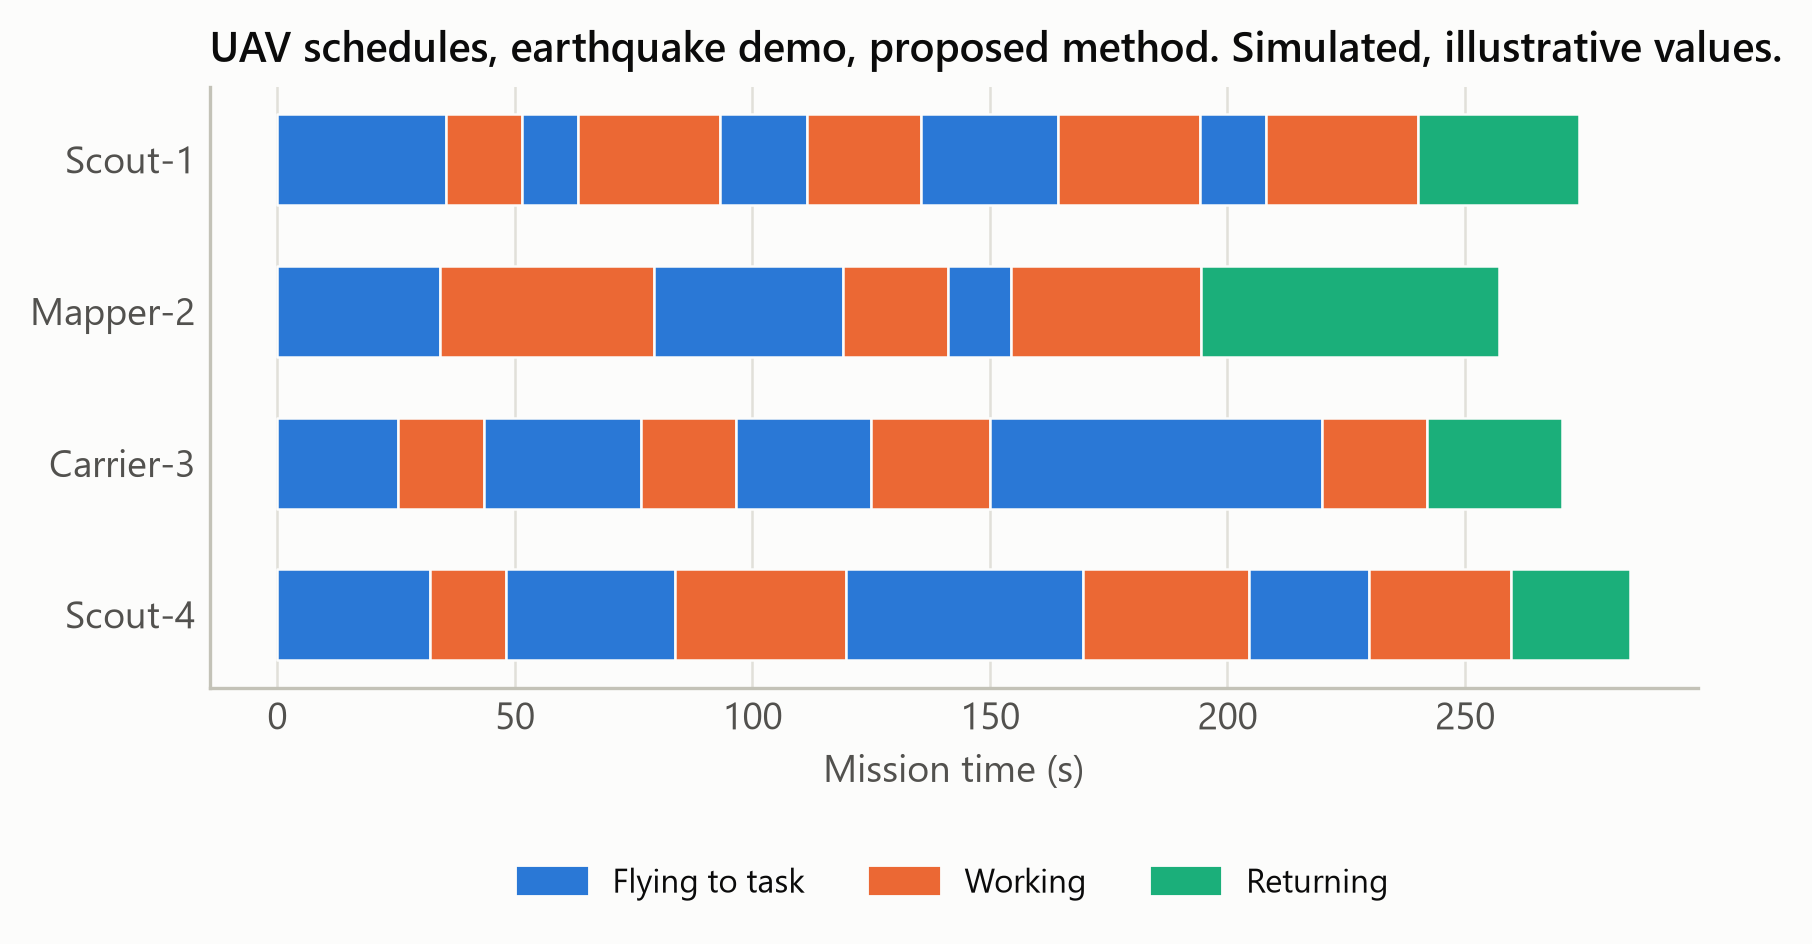 UAV schedules, earthquake demo, proposed method. Simulated, illustrative values.
Scout-1
Mapper-2
Carrier-3
Scout-4
0 50 100 150 200 250
Mission time (s)
Flying to task Working Returning